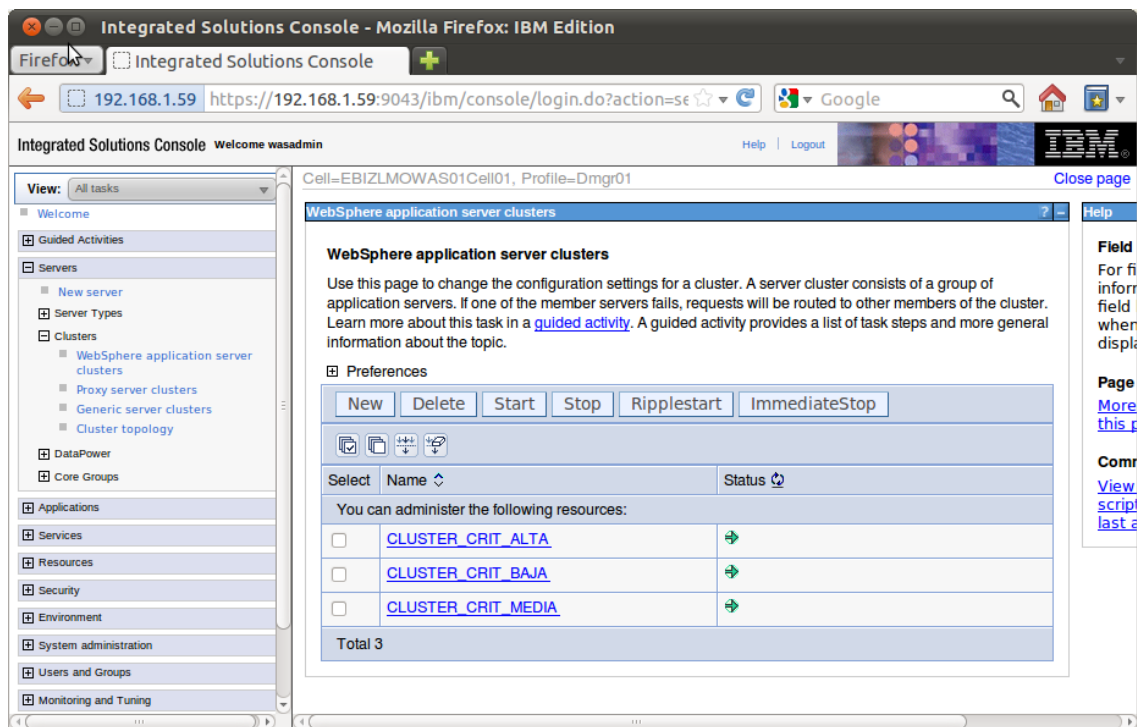 Integrated Solutions Console - Mozilla Firefox: IBM Edition
Firefox
Integrated Solutions Console
192.168.1.59 https://192.168.1.59:9043/ibm/console/login.do?action=se
Google
Integrated Solutions Console Welcome wasadmin
Help
Logout
IBM®
View: All tasks
Welcome
Guided Activities
Servers
New server
Server Types
Clusters
WebSphere application server
clusters
Proxy server clusters
Generic server clusters
Cluster topology
DataPower
Core Groups
Applications
Services
Resources
Security
Environment
System administration
Users and Groups
Monitoring and Tuning
Cell=EBIZLMOWAS01Cell01, Profile=Dmgr01
Close page
WebSphere application server clusters
? –
WebSphere application server clusters
Use this page to change the configuration settings for a cluster. A server cluster consists of a group of
application servers. If one of the member servers fails, requests will be routed to other members of the cluster.
Learn more about this task in a guided activity. A guided activity provides a list of task steps and more general
information about the topic.
Preferences
New Delete Start Stop Ripplestart ImmediateStop
Select Name Status
You can administer the following resources:
CLUSTER_CRIT_ALTA
CLUSTER_CRIT_BAJA
CLUSTER_CRIT_MEDIA
Total 3
Help
Field
For fi
inforr
field
when
displa
Page
More
this p
Comr
View
script
last a